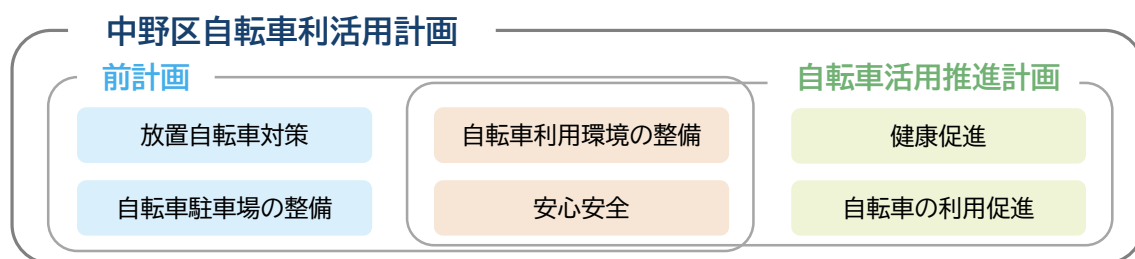 中野区自転車利活用計画
前計画
自転車活用推進計画
放置自転車対策
自転車利用環境の整備
健康促進
自転車駐車場の整備
安心安全
自転車の利用促進